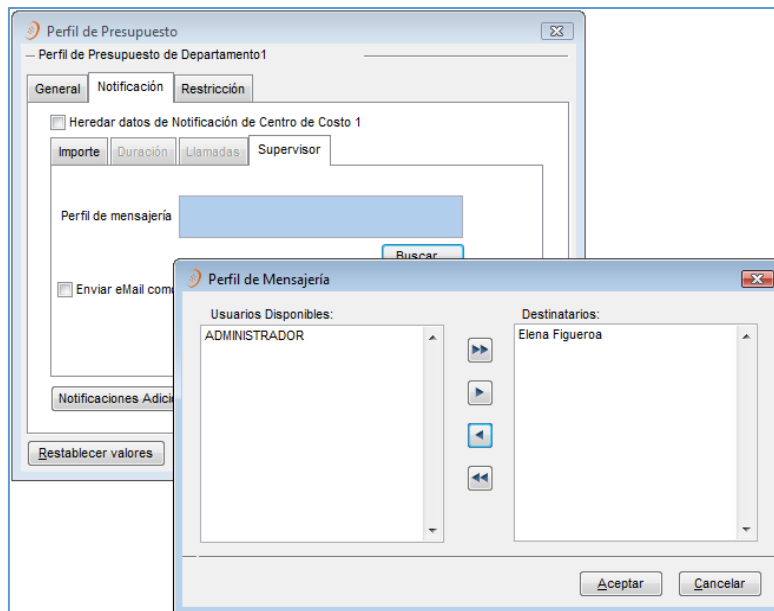 Perfil de Presupuesto
Perfil de Presupuesto de Departamento1
General Notificación Restricción
Heredar datos de Notificación de Centro de Costo 1
Importe Duración Llamadas Supervisor
Perfil de mensajería
Buscar...
Enviar eMail com
Notificaciones Adici
Restablecer valores
Perfil de Mensajería
Usuarios Disponibles: Destinatarios:
ADMINISTRADOR Elena Figueroa
Aceptar Cancelar